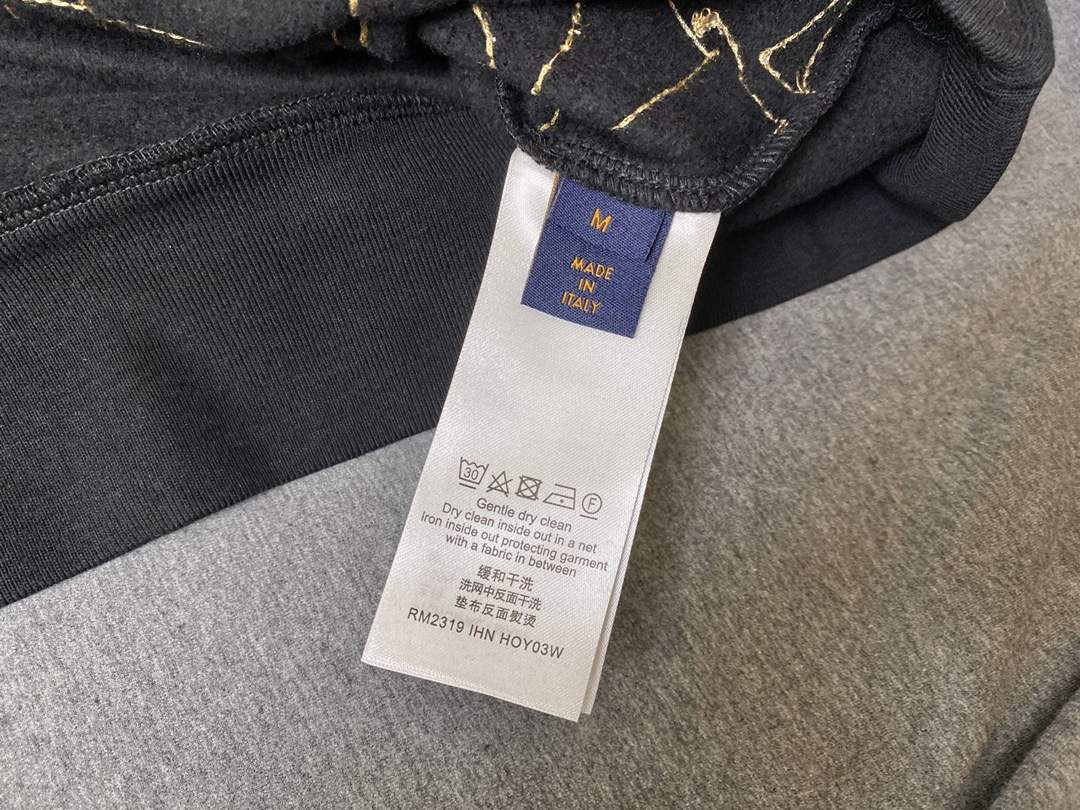 M
MADE
IN
ITALY
30
F
Gentle dry clean
Dry clean inside out in a net
Iron inside out protecting garment
with a fabric in between
缓和干洗
洗网中反面干洗
垫布反面熨烫
RM2319 IHN HOY03W